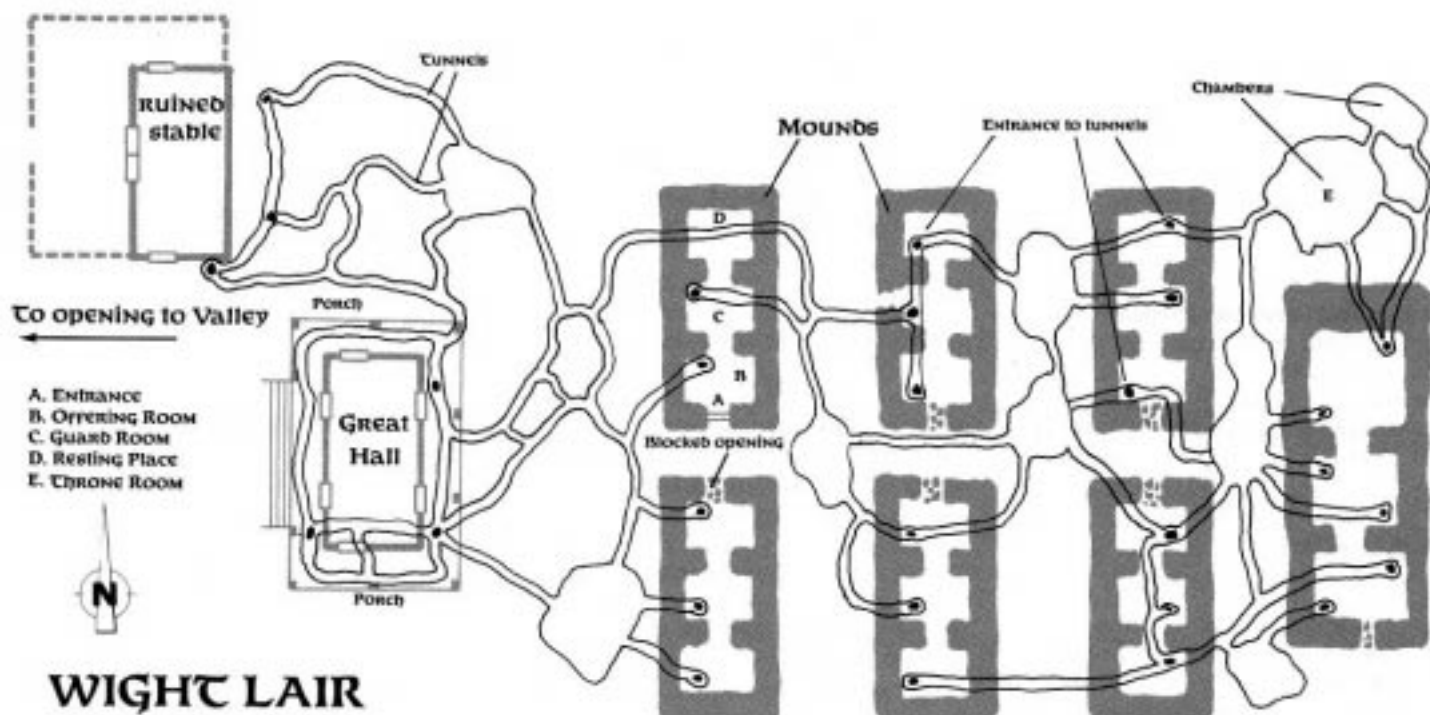 Tunnels
Ruined
Stable
Chambers
Mounds
Entrance to tunnels
E
D
Porch
To opening to Valley
C
B
A
A. Entrance
B. Offering Room
C. Guard Room
D. Resting Place
E. Throne Room
Great
Hall
Blocked opening
N
Porch
WIGHT LAIR